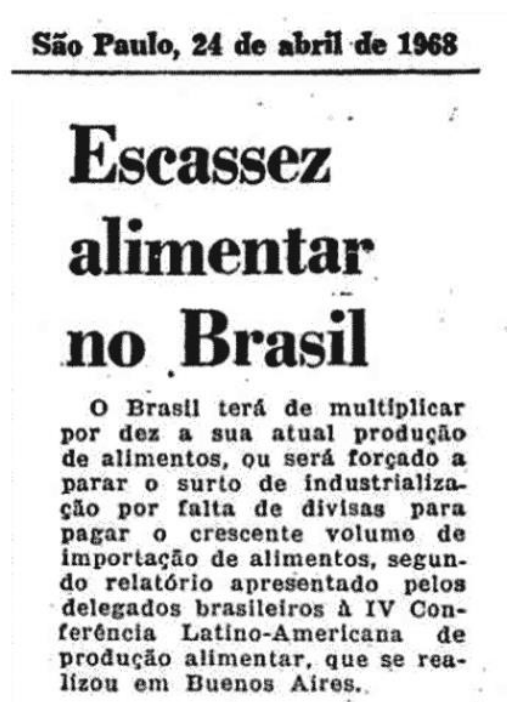 São Paulo, 24 de abril de 1968
Escassez
alimentar
no Brasil
O Brasil terá de multiplicar
por dez a sua atual produção
de alimentos, ou será forçado a
parar o surto de industrializa-
ção por falta de divisas para
pagar o crescente volume de
importação de alimentos, segun-
do relatório apresentado pelos
delegados brasileiros à IV Con-
ferência Latino-Americana de
produção alimentar, que se rea-
lizou em Buenos Aires.